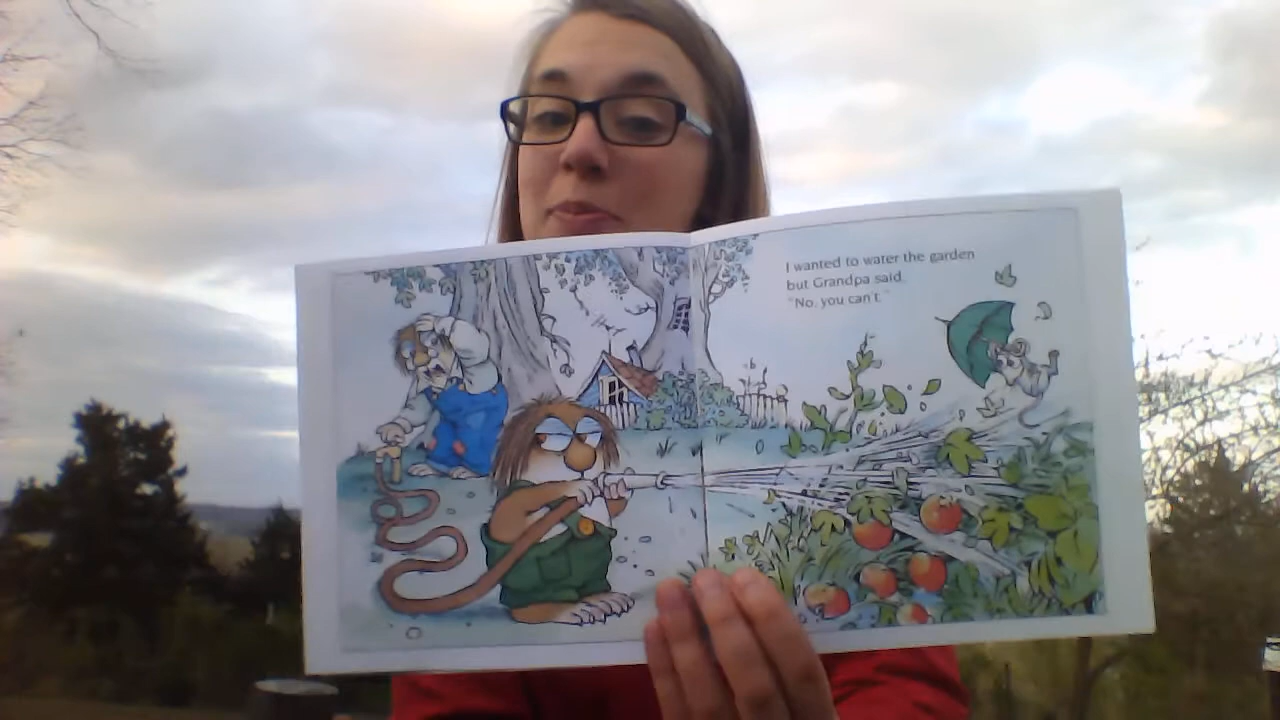 I wanted to water the garden
but Grandpa said,
"No, you can't."